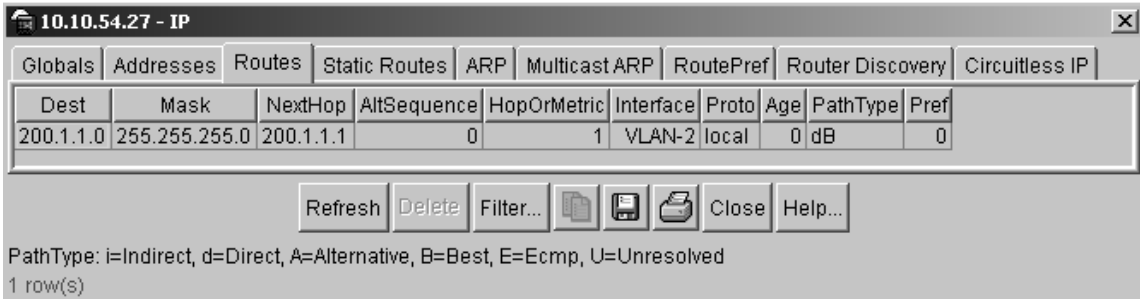 10.10.54.27 - IP
Globals Addresses Routes Static Routes ARP Multicast ARP RoutePref Router Discovery Circuitless IP
Dest Mask NextHop AltSequence HopOrMetric Interface Proto Age PathType Pref
200.1.1.0 255.255.255.0 200.1.1.1 0 1 VLAN-2 local 0 dB 0
Refresh Delete Filter... Close Help...
PathType: i=Indirect, d=Direct, A=Alternative, B=Best, E=Ecmp, U=Unresolved
1 row(s)